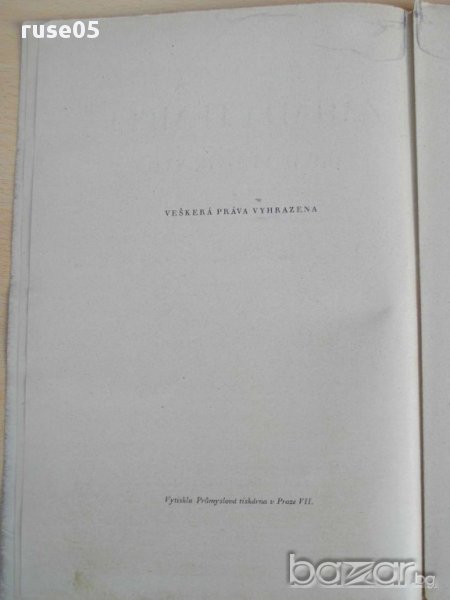 ruse05
VEŠKERÁ PRÁVA VYHRAZENA
Vytiskla Průmyslová tiskárna v Praze VII.
bazar.bg